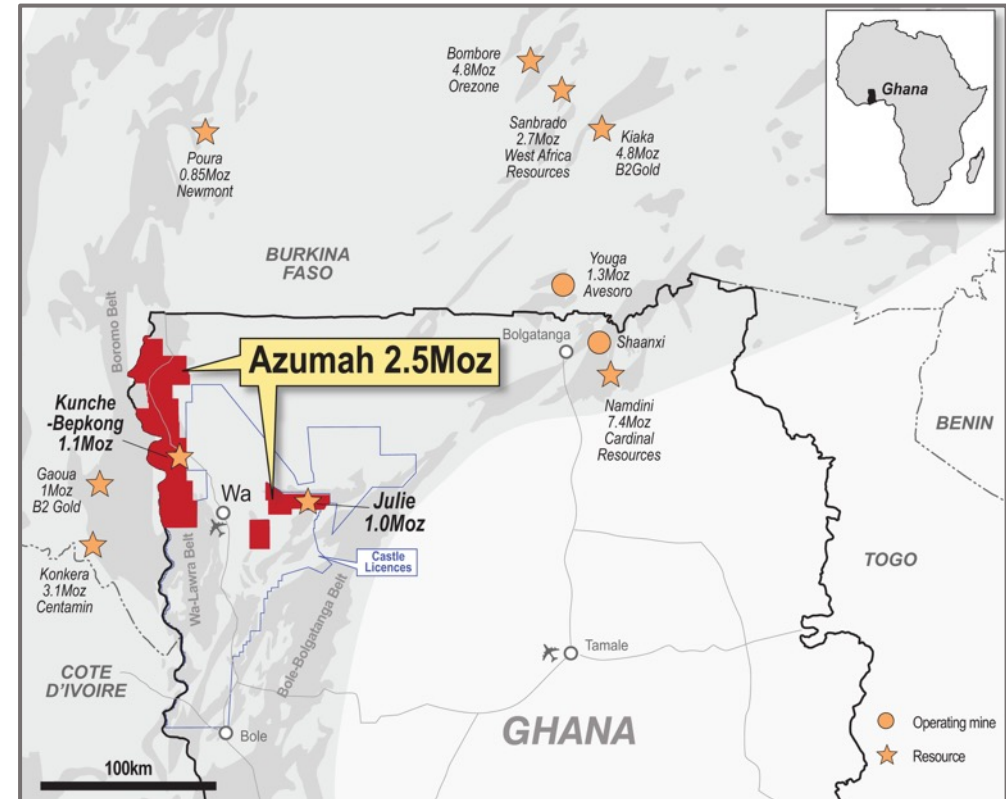 Bombore
4.8Moz
Orezone
Sanbrado
2.7Moz
West Africa
Resources
Kiaka
4.8Moz
B2Gold
Ghana
Poura
0.85Moz
Newmont
BURKINA
FASO
Youga
1.3Moz
Avesoro
Boromo Belt
Bolgatanga
Shaanxi
Azumah 2.5Moz
Kunche
-Bepkong
1.1Moz
Namdini
7.4Moz
Cardinal
Resources
BENIN
Gaoua
1Moz
B2 Gold
Wa
Julie
1.0Moz
Castle
Licences
TOGO
Konkera
3.1Moz
Centamin
Wa-Lawra Belt
Bole-Bolgatanga Belt
Tamale
COTE
D'IVOIRE
Bole
GHANA
Operating mine
Resource
100km